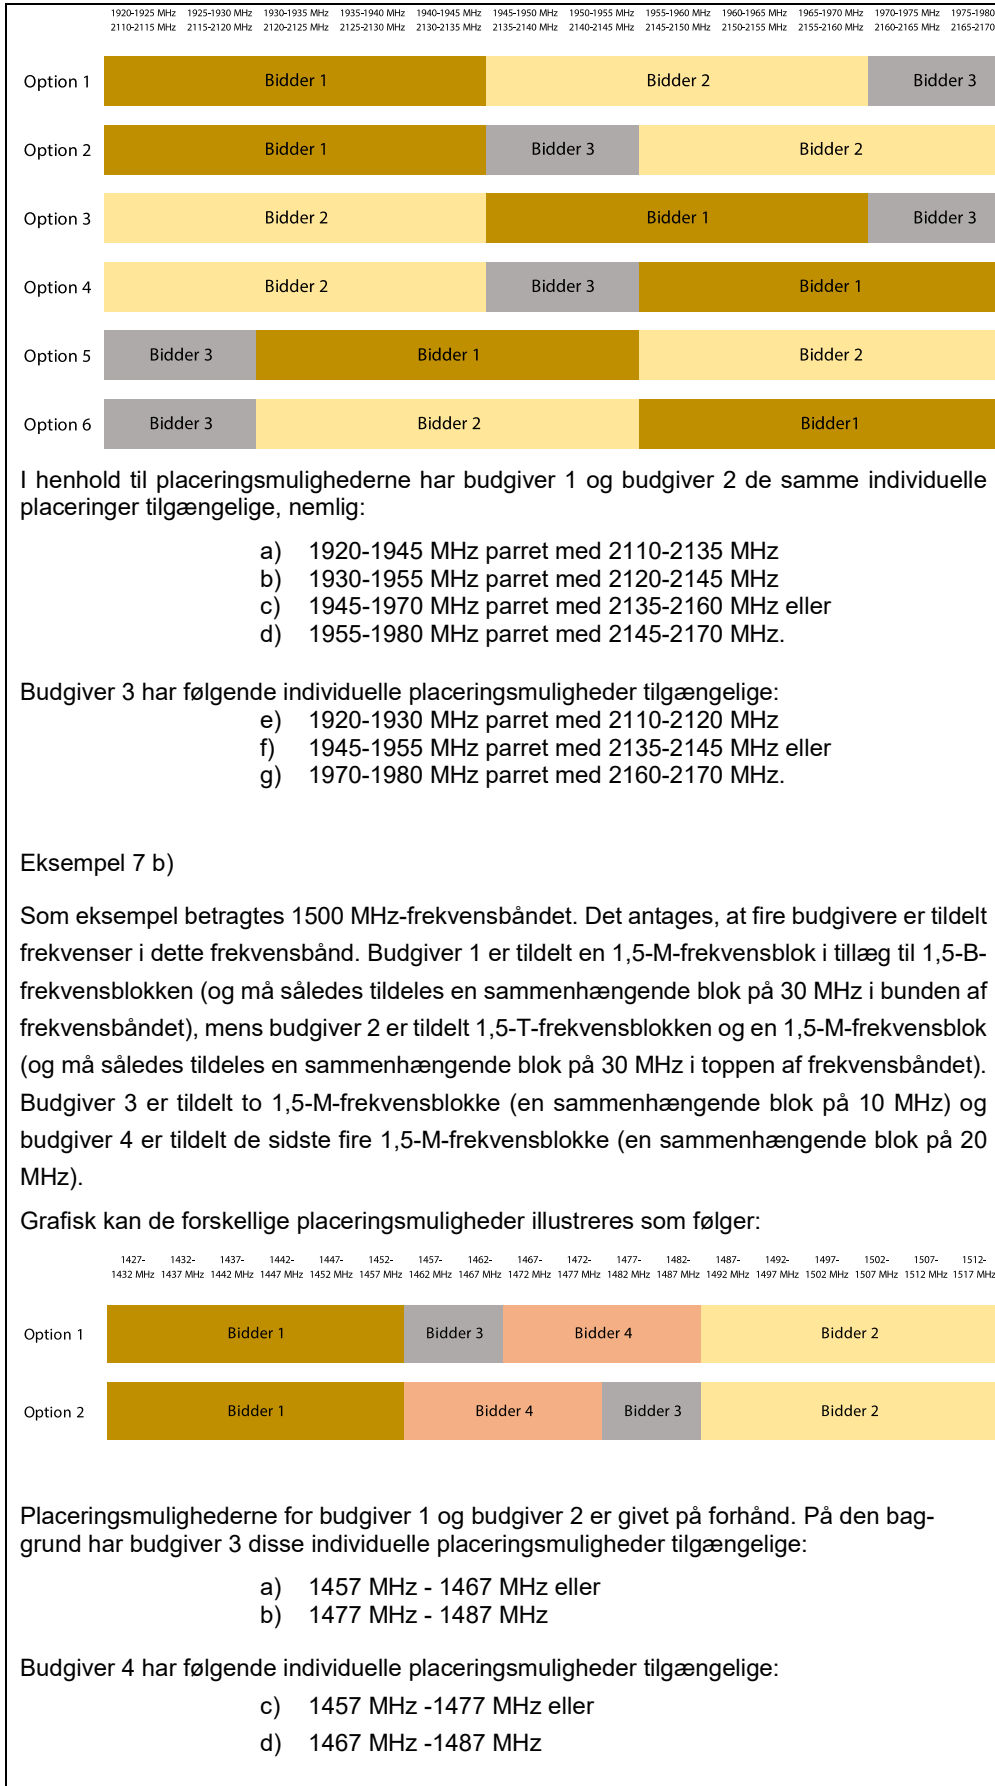 1920-1925 MHz 1925-1930 MHz 1930-1935 MHz 1935-1940 MHz 1940-1945 MHz 1945-1950 MHz 1950-1955 MHz 1955-1960 MHz 1960-1965 MHz 1965-1970 MHz 1970-1975 MHz 1975-1980
2110-2115 MHz 2115-2120 MHz 2120-2125 MHz 2125-2130 MHz 2130-2135 MHz 2135-2140 MHz 2140-2145 MHz 2145-2150 MHz 2150-2155 MHz 2155-2160 MHz 2160-2165 MHz 2165-2170
Option 1 Bidder 1 Bidder 2 Bidder 3
Option 2 Bidder 1 Bidder 3 Bidder 2
Option 3 Bidder 2 Bidder 1 Bidder 3
Option 4 Bidder 2 Bidder 3 Bidder 1
Option 5 Bidder 3 Bidder 1 Bidder 2
Option 6 Bidder 3 Bidder 2 Bidder1
I henhold til placeringsmulighederne har budgiver 1 og budgiver 2 de samme individuelle
placeringer tilgængelige, nemlig:
a) 1920-1945 MHz parret med 2110-2135 MHz
b) 1930-1955 MHz parret med 2120-2145 MHz
c) 1945-1970 MHz parret med 2135-2160 MHz eller
d) 1955-1980 MHz parret med 2145-2170 MHz.
Budgiver 3 har følgende individuelle placeringsmuligheder tilgængelige:
e) 1920-1930 MHz parret med 2110-2120 MHz
f) 1945-1955 MHz parret med 2135-2145 MHz eller
g) 1970-1980 MHz parret med 2160-2170 MHz.
Eksempel 7 b)
Som eksempel betragtes 1500 MHz-frekvensbåndet. Det antages, at fire budgivere er tildelt
frekvenser i dette frekvensbånd. Budgiver 1 er tildelt en 1,5-M-frekvensblok i tillæg til 1,5-B-
frekvensblokken (og må således tildeles en sammenhængende blok på 30 MHz i bunden af
frekvensbåndet), mens budgiver 2 er tildelt 1,5-T-frekvensblokken og en 1,5-M-frekvensblok
(og må således tildeles en sammenhængende blok på 30 MHz i toppen af frekvensbåndet).
Budgiver 3 er tildelt to 1,5-M-frekvensblokke (en sammenhængende blok på 10 MHz) og
budgiver 4 er tildelt de sidste fire 1,5-M-frekvensblokke (en sammenhængende blok på 20
MHz).
Grafisk kan de forskellige placeringsmuligheder illustreres som følger:
1427- 1432- 1437- 1442- 1447- 1452- 1457- 1462- 1467- 1472- 1477- 1482- 1487- 1492- 1497- 1502- 1507- 1512-
1432 MHz 1437 MHz 1442 MHz 1447 MHz 1452 MHz 1457 MHz 1462 MHz 1467 MHz 1472 MHz 1477 MHz 1482 MHz 1487 MHz 1492 MHz 1497 MHz 1502 MHz 1507 MHz 1512 MHz 1517 MHz
Option 1 Bidder 1 Bidder 3 Bidder 4 Bidder 2
Option 2 Bidder 1 Bidder 4 Bidder 3 Bidder 2
Placeringsmulighederne for budgiver 1 og budgiver 2 er givet på forhånd. På den bag-
grund har budgiver 3 disse individuelle placeringsmuligheder tilgængelige:
a) 1457 MHz - 1467 MHz eller
b) 1477 MHz - 1487 MHz
Budgiver 4 har følgende individuelle placeringsmuligheder tilgængelige:
c) 1457 MHz -1477 MHz eller
d) 1467 MHz -1487 MHz